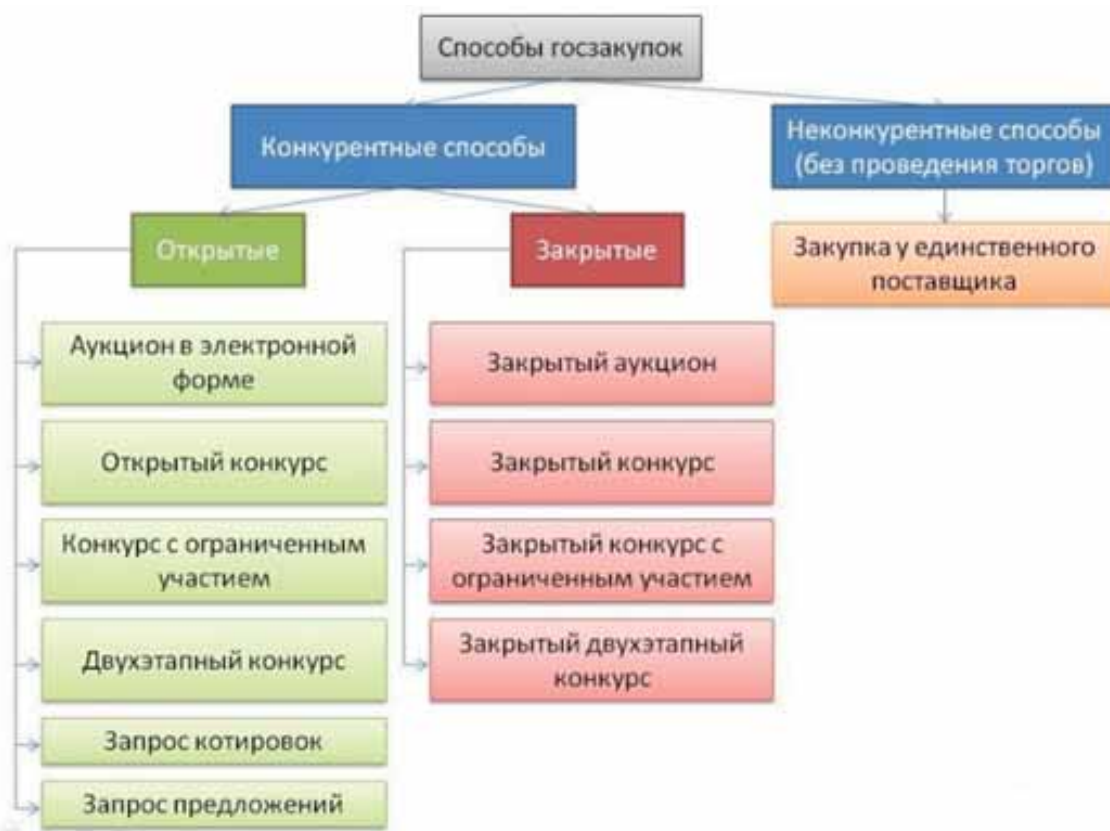 Способы госзакупок
Конкурентные способы
Неконкурентные способы
(без проведения торгов)
Открытые
Закрытые
Закупка у единственного
поставщика
Аукцион в электронной
форме
Открытый конкурс
Конкурс с ограниченным
участием
Двухэтапный конкурс
Запрос котировок
Запрос предложений
Закрытый аукцион
Закрытый конкурс
Закрытый конкурс с
ограниченным участием
Закрытый двухэтапный
конкурс